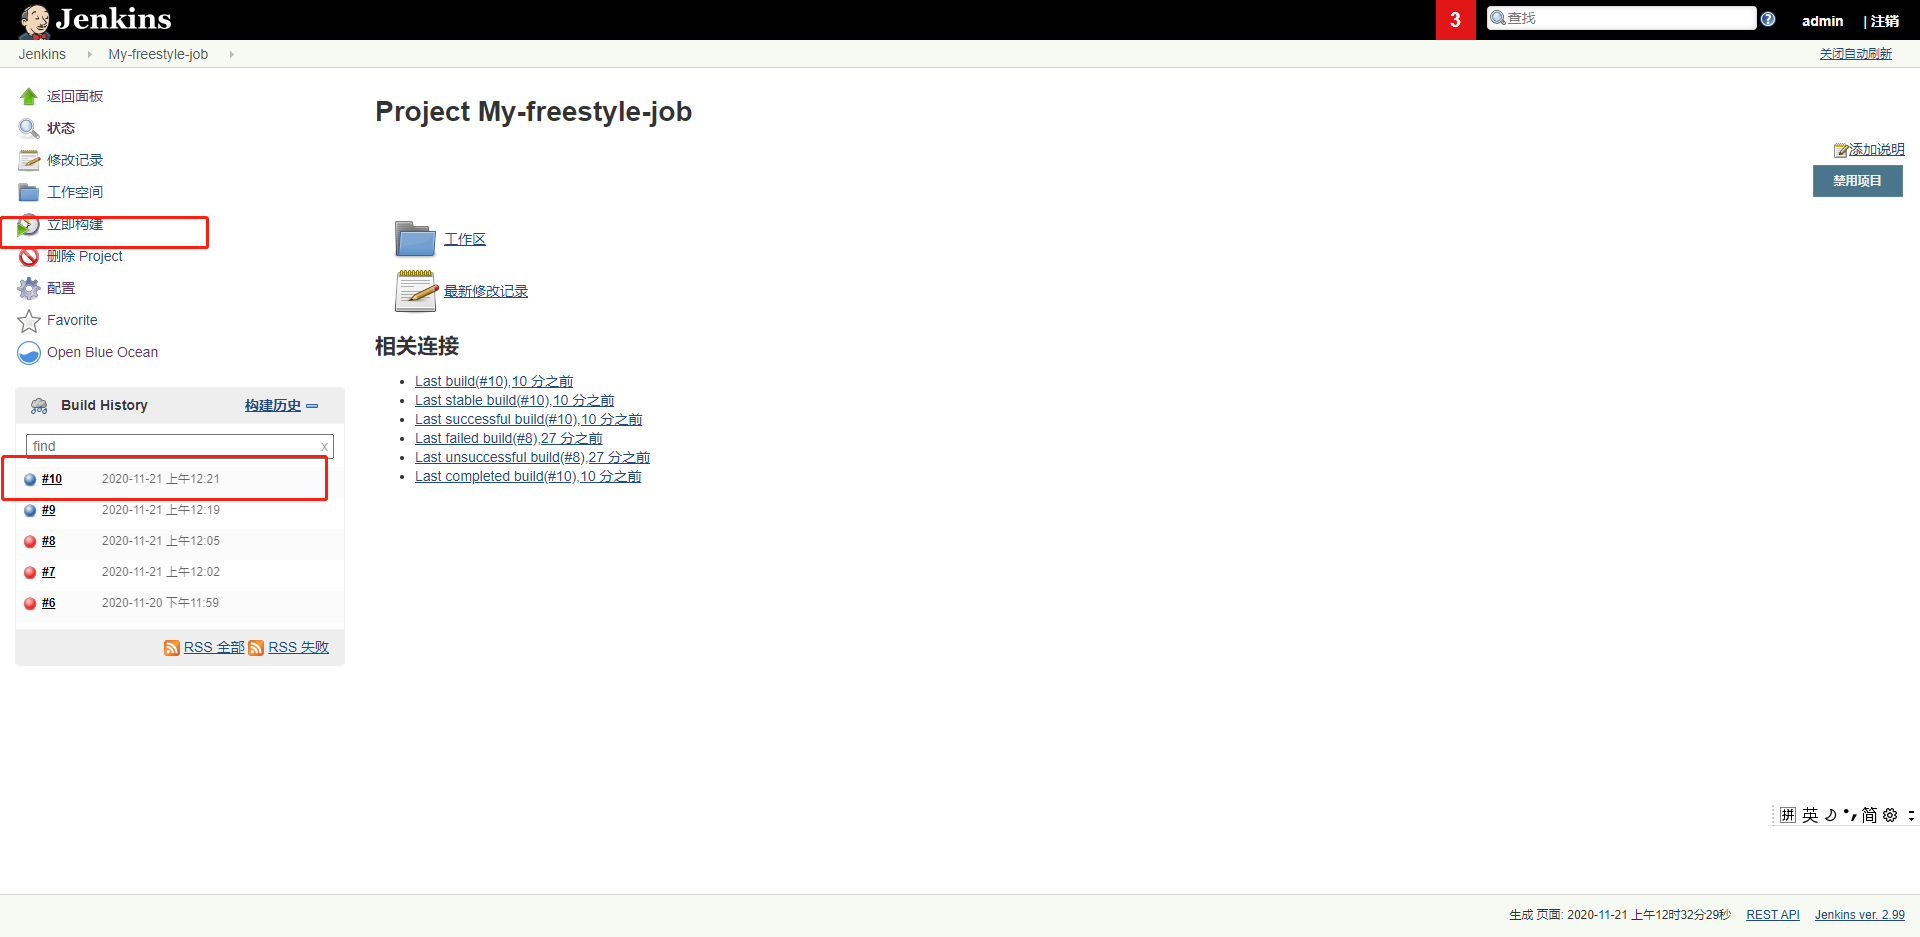 Jenkins
3
查找
admin | 注销
Jenkins My-freestyle-job
关闭自动刷新
返回面板
状态
修改记录
工作空间
立即构建
删除 Project
配置
Favorite
Open Blue Ocean
Build History 构建历史
find x
#10 2020-11-21 上午12:21
#9 2020-11-21 上午12:19
#8 2020-11-21 上午12:05
#7 2020-11-21 上午12:02
#6 2020-11-20 下午11:59
RSS 全部 RSS 失败
Project My-freestyle-job
添加说明
禁用项目
工作区
最新修改记录
相关连接
Last build(#10),10 分之前
Last stable build(#10),10 分之前
Last successful build(#10),10 分之前
Last failed build(#8),27 分之前
Last unsuccessful build(#8),27 分之前
Last completed build(#10),10 分之前
拼 英 简
生成 页面: 2020-11-21 上午12时32分29秒 REST API Jenkins ver. 2.99